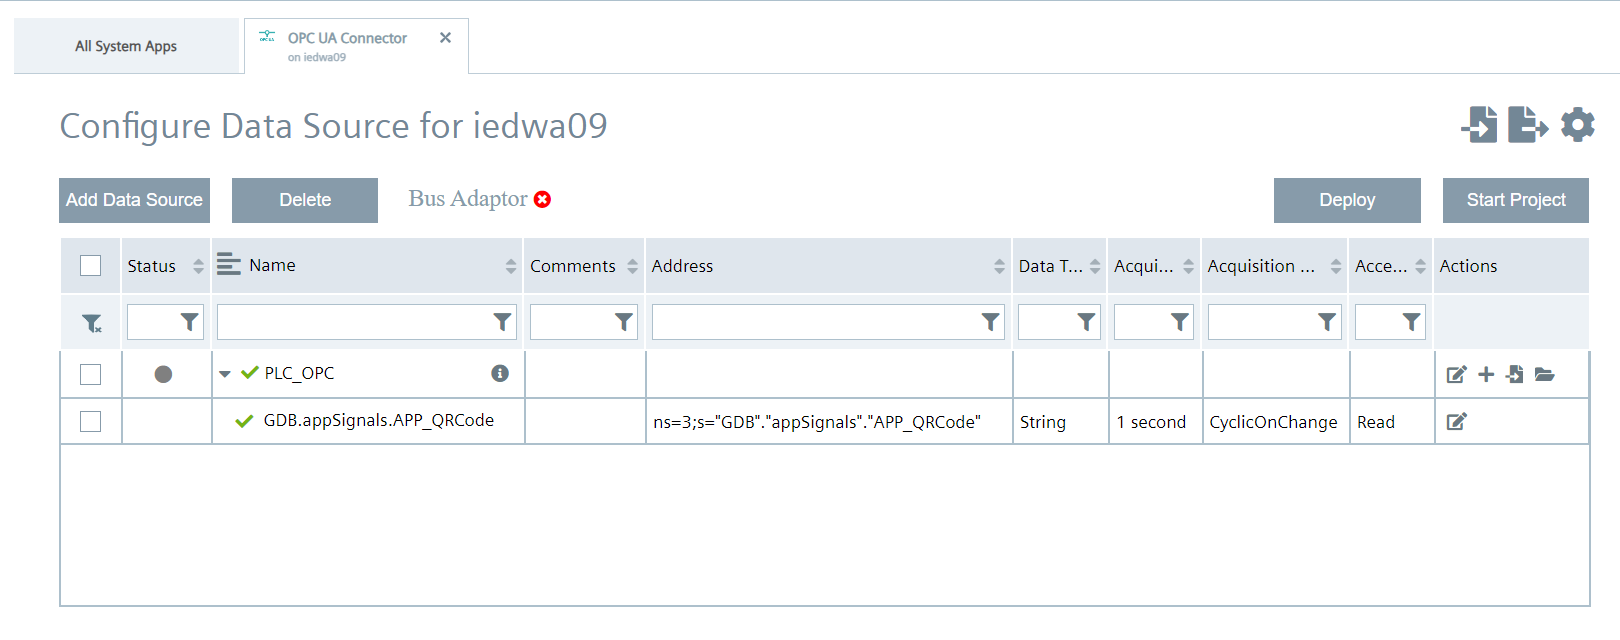 All System Apps
OPC UA Connector
on iedwa09
Configure Data Source for iedwa09
Add Data Source
Delete
Bus Adaptor
Deploy
Start Project
Status
Name
Comments
Address
Data T...
Acqui...
Acquisition ...
Acce...
Actions
PLC_OPC
GDB.appSignals.APP_QRCode
ns=3;s="GDB"."appSignals"."APP_QRCode"
String
1 second
CyclicOnChange
Read